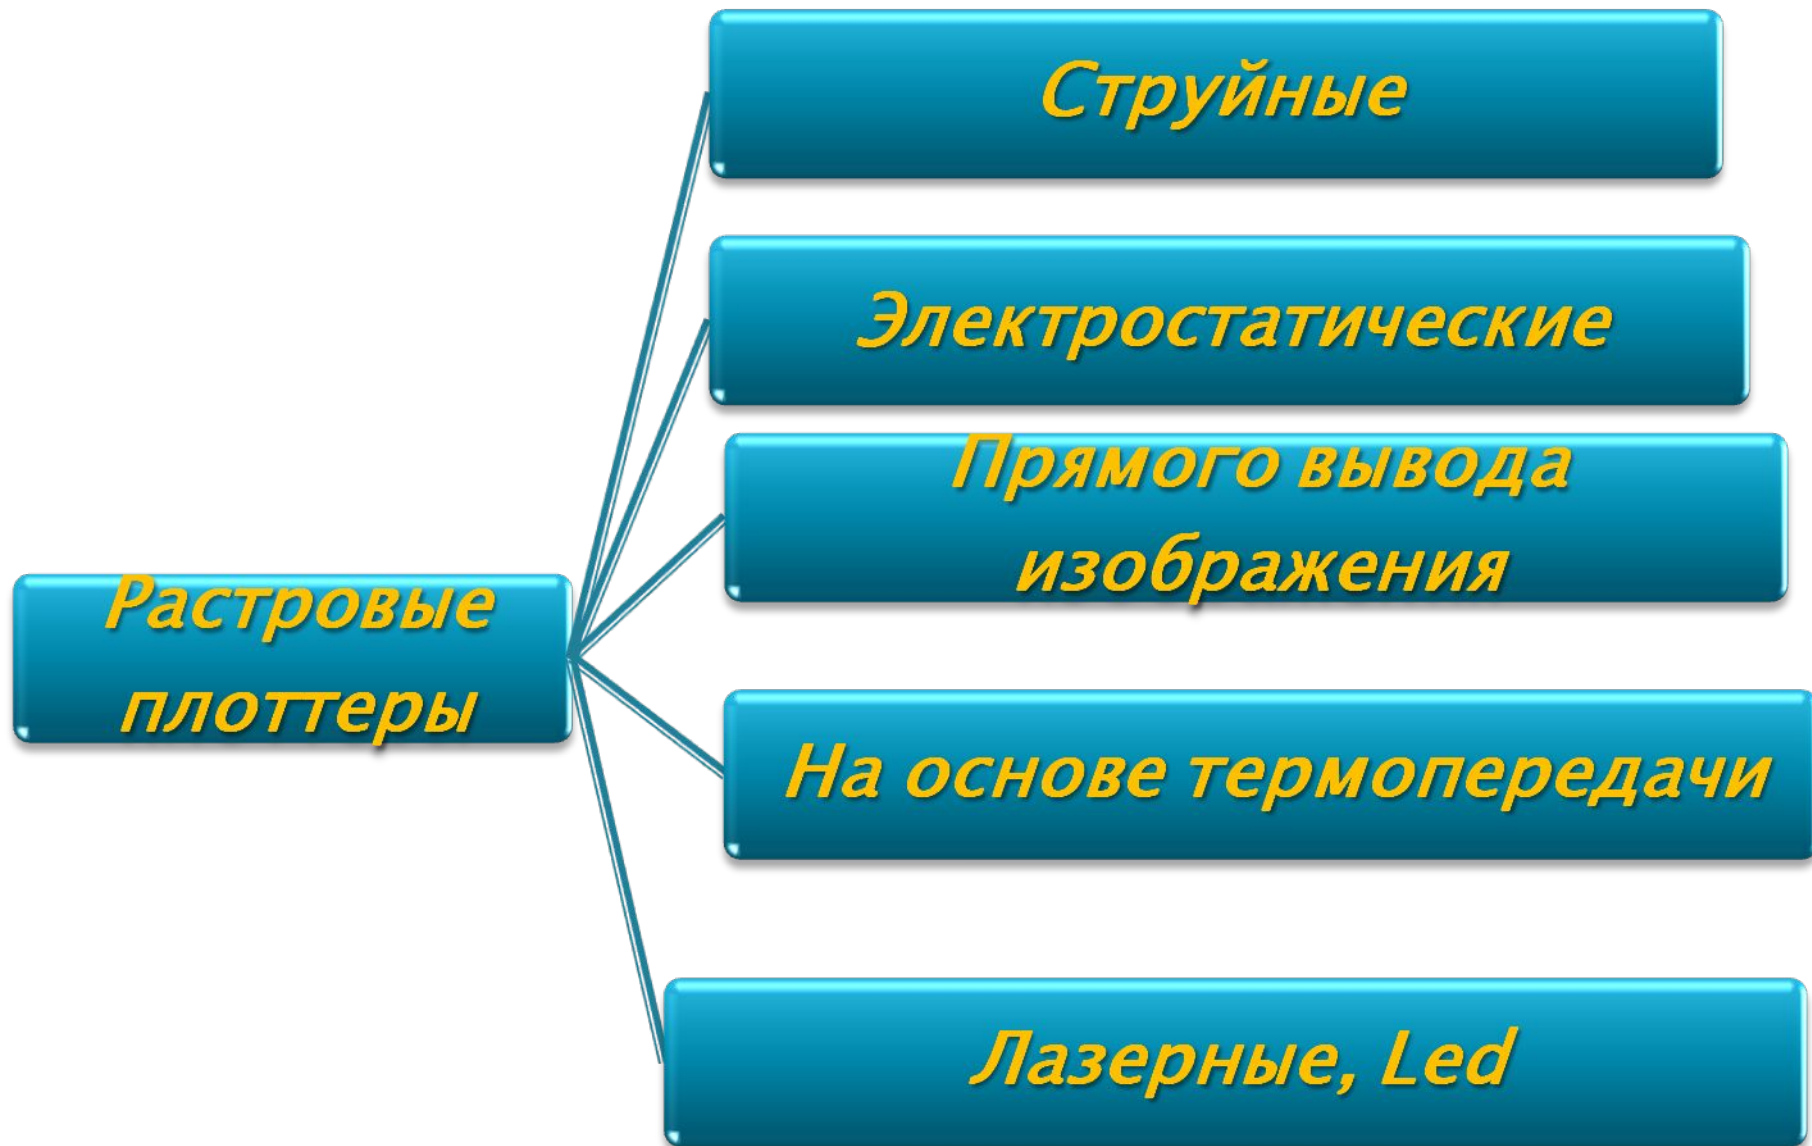 Струйные
Электростатические
Прямого вывода
изображения
Растровые
плоттеры
На основе термопередачи
Лазерные, Led